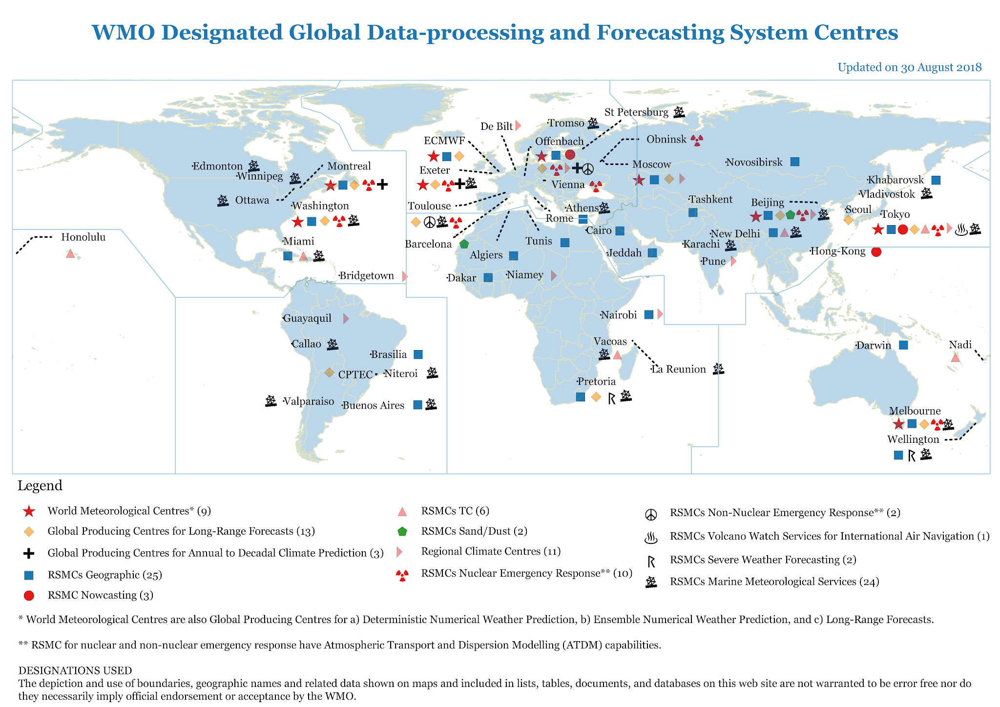 WMO Designated Global Data-processing and Forecasting System Centres
Updated on 30 August 2018
St Petersburg
Tromso
De Bilt
Obninsk
ECMWF
Offenbach
Edmonton
Montreal
Exeter
Moscow
Novosibirsk
Winnipeg
Khabarovsk
Vienna
Vladivostok
Ottawa
Washington
Toulouse
Athens
Tashkent
Beijing
Seoul
Tokyo
Rome
Cairo
New Delhi
Honolulu
Miami
Barcelona
Tunis
Karachi
Algiers
Jeddah
Hong-Kong
Pune
Bridgetown
Dakar
Niamey
Guayaquil
Nairobi
Callao
Vacoas
Darwin
Nadi
Brasilia
La Reunion
CPTEC
Niteroi
Pretoria
Valparaiso
Buenos Aires
Melbourne
Wellington
Legend
World Meteorological Centres* (9)
Global Producing Centres for Long-Range Forecasts (13)
Global Producing Centres for Annual to Decadal Climate Prediction (3)
RSMCs Geographic (25)
RSMC Nowcasting (3)
RSMCs TC (6)
RSMCs Sand/Dust (2)
Regional Climate Centres (11)
RSMCs Nuclear Emergency Response** (10)
RSMCs Non-Nuclear Emergency Response** (2)
RSMCs Volcano Watch Services for International Air Navigation (1)
RSMCs Severe Weather Forecasting (2)
RSMCs Marine Meteorological Services (24)
* World Meteorological Centres are also Global Producing Centres for a) Deterministic Numerical Weather Prediction, b) Ensemble Numerical Weather Prediction, and c) Long-Range Forecasts.
** RSMC for nuclear and non-nuclear emergency response have Atmospheric Transport and Dispersion Modelling (ATDM) capabilities.
DESIGNATIONS USED
The depiction and use of boundaries, geographic names and related data shown on maps and included in lists, tables, documents, and databases on this web site are not warranted to be error free nor do
they necessarily imply official endorsement or acceptance by the WMO.